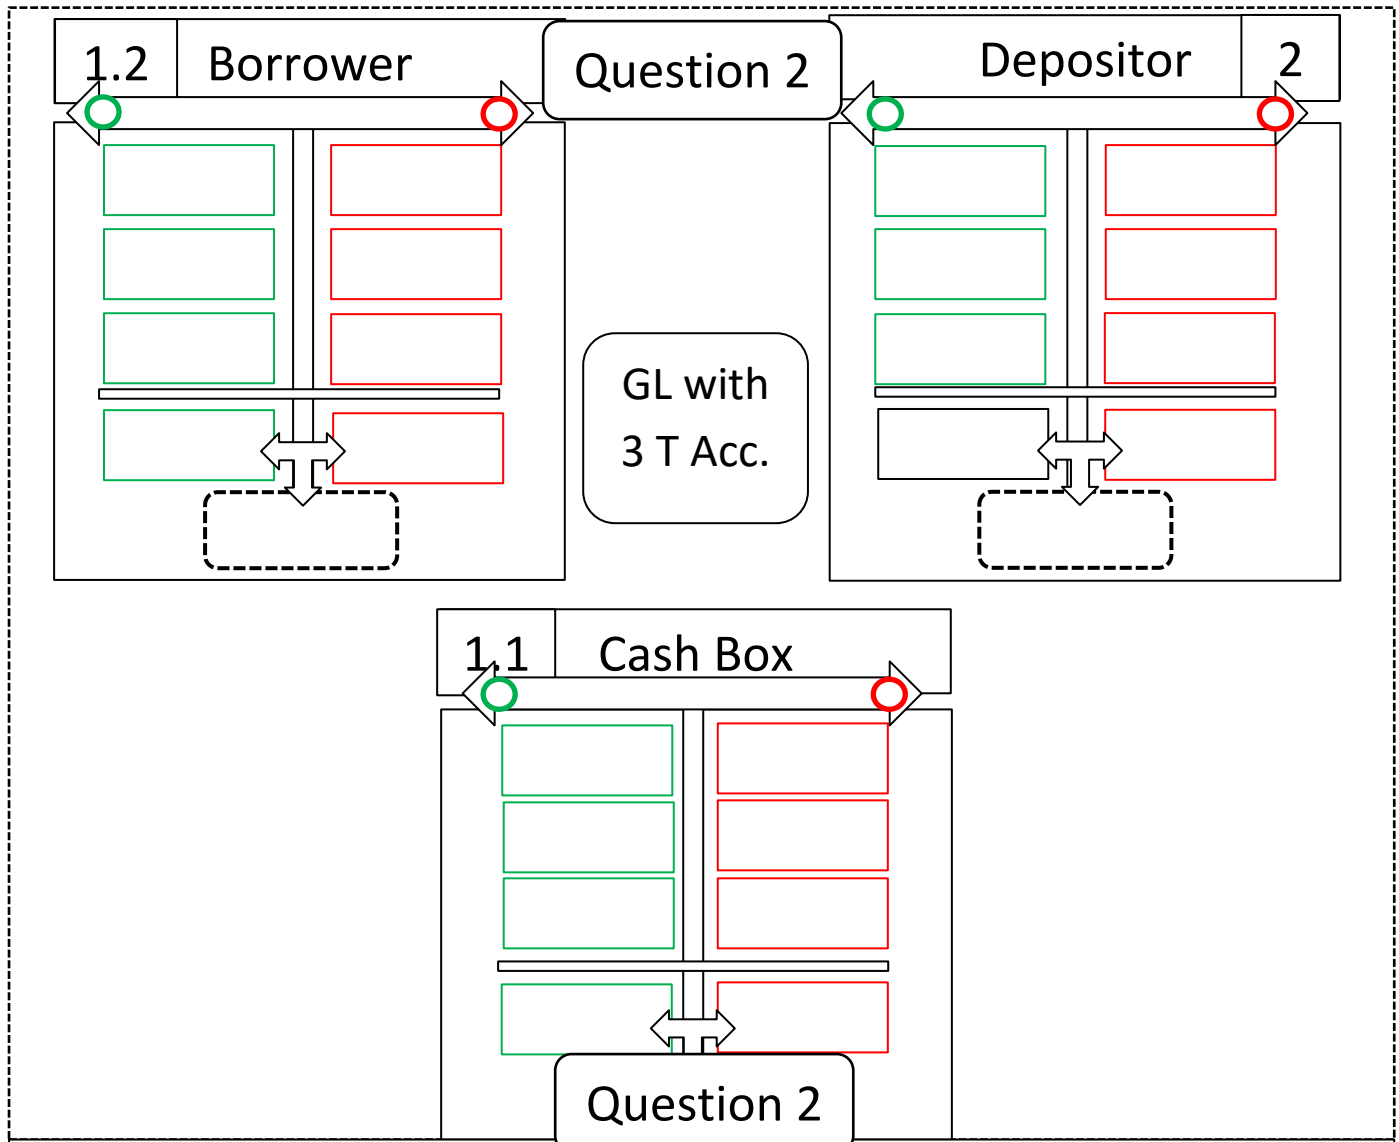 1.2 Borrower
Question 2
Depositor 2
GL with
3 T Acc.
1.1 Cash Box
Question 2